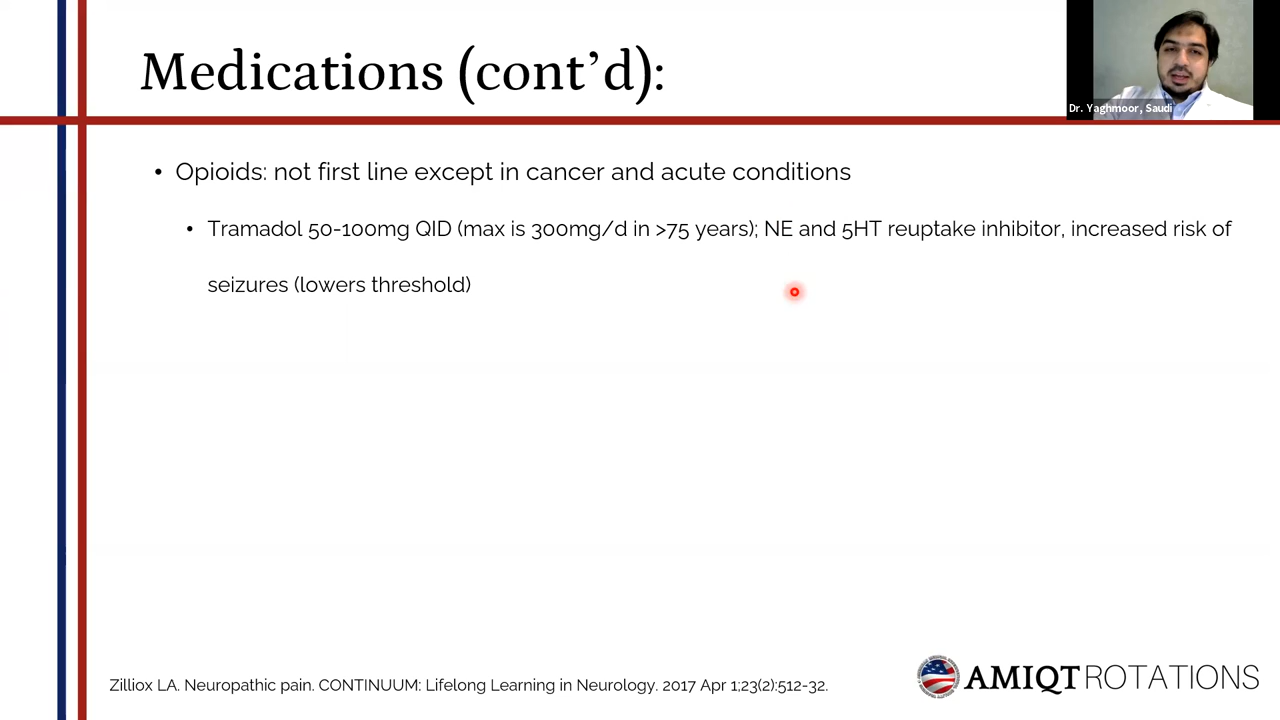 Medications (cont’d):
Dr. Yaghmoor, Saudi
• Opioids: not first line except in cancer and acute conditions
• Tramadol 50-100mg QID (max is 300mg/d in >75 years); NE and 5HT reuptake inhibitor, increased risk of
seizures (lowers threshold)
Zilliox LA. Neuropathic pain. CONTINUUM: Lifelong Learning in Neurology. 2017 Apr 1;23(2):512-32.
AMIQT ROTATIONS